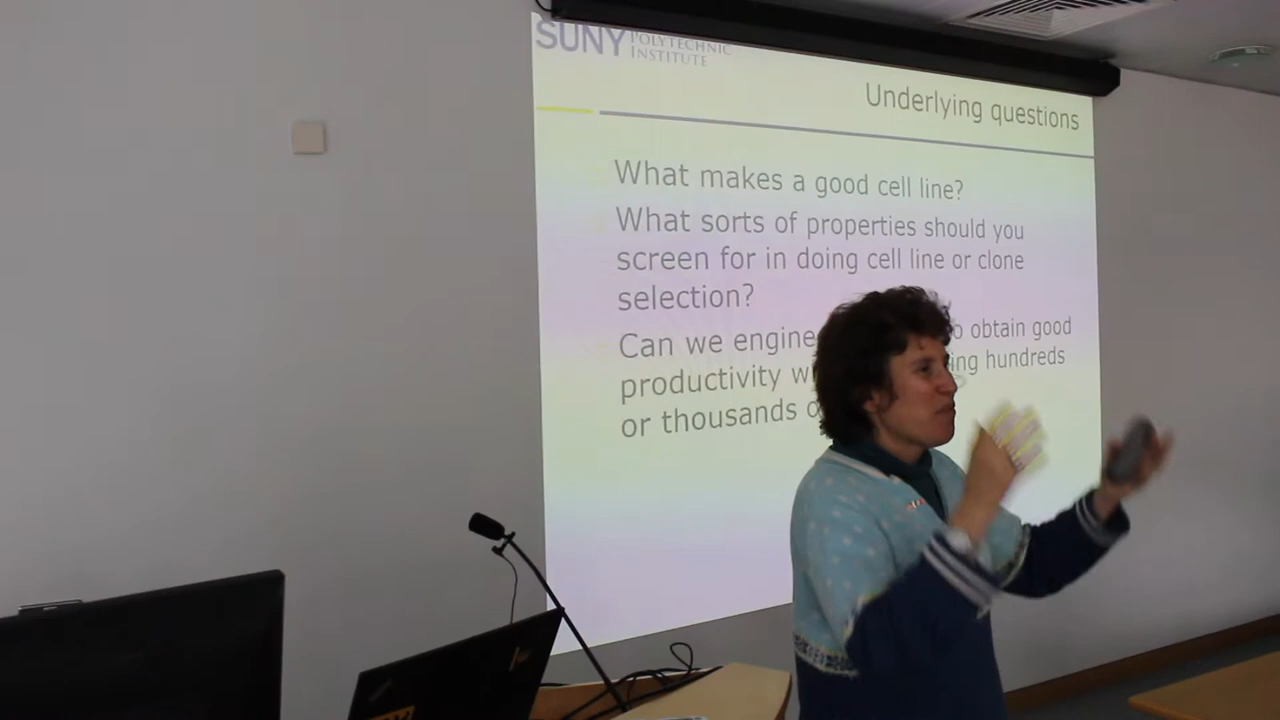 SUNY POLYTECHNIC
INSTITUTE
Underlying questions
What makes a good cell line?
What sorts of properties should you
screen for in doing cell line or clone
selection?
Can we engine obtain good
productivity hundreds
or thousands